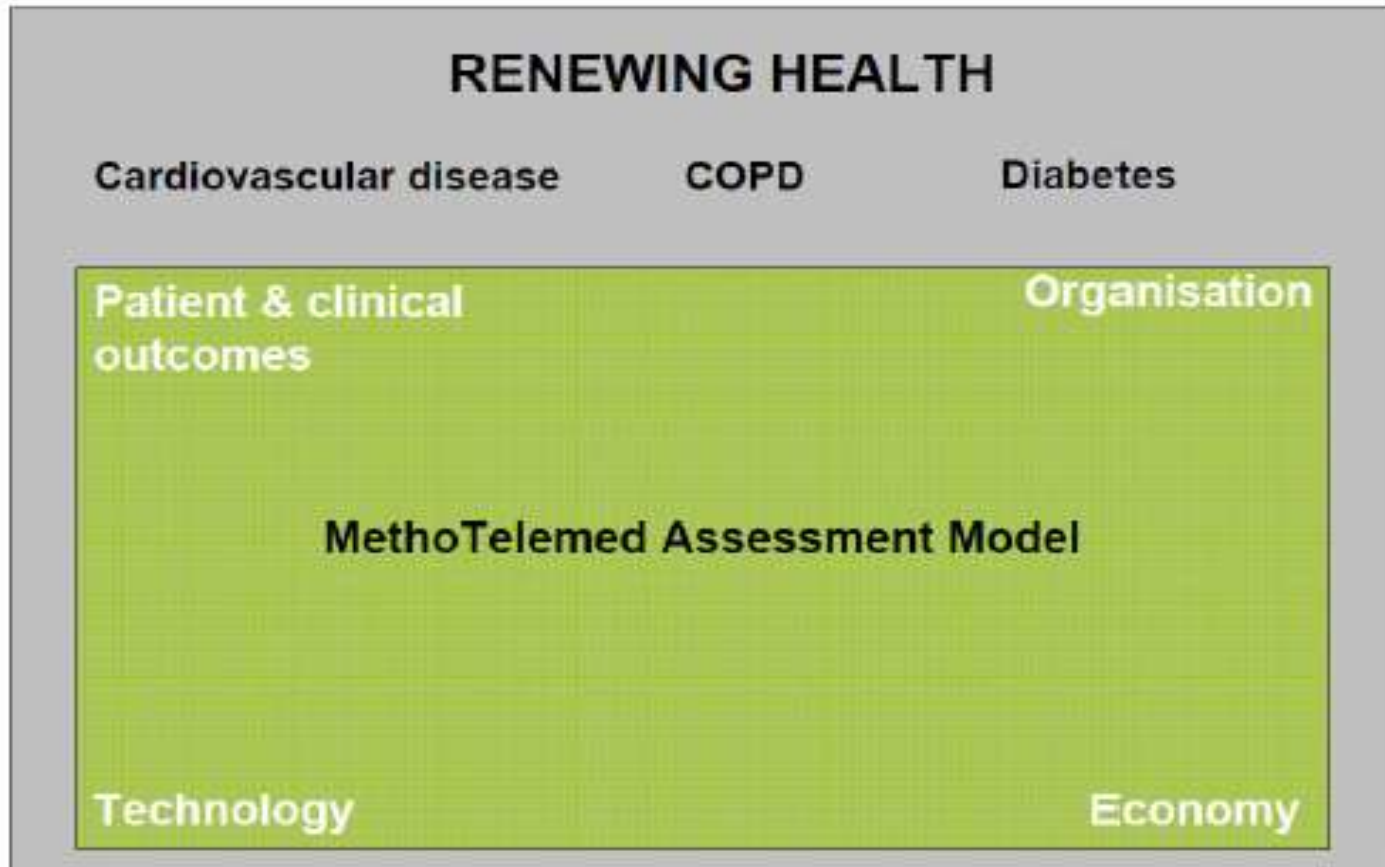 RENEWING HEALTH
Cardiovascular disease COPD Diabetes
Patient & clinical
outcomes
Organisation
MethoTelemed Assessment Model
Technology Economy